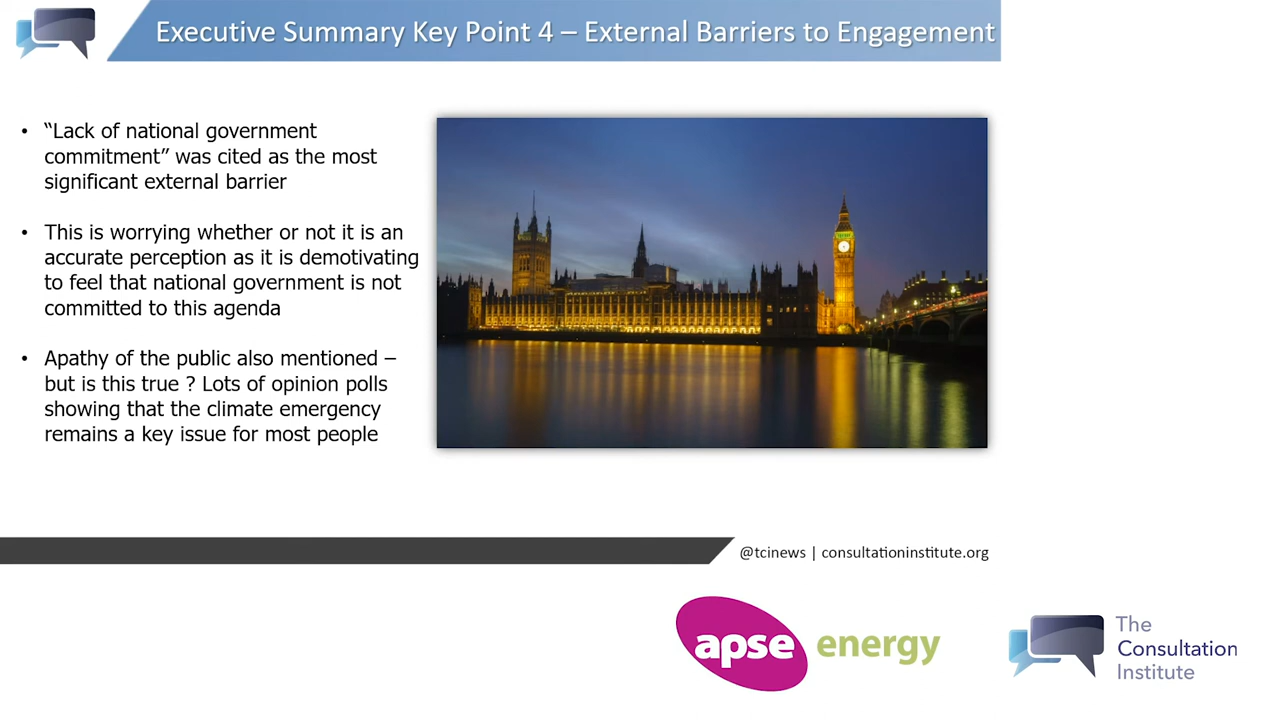 Executive Summary Key Point 4 – External Barriers to Engagement
• “Lack of national government
commitment” was cited as the most
significant external barrier
• This is worrying whether or not it is an
accurate perception as it is demotivating
to feel that national government is not
committed to this agenda
• Apathy of the public also mentioned –
but is this true ? Lots of opinion polls
showing that the climate emergency
remains a key issue for most people
@tcinews | consultationinstitute.org
apse energy
The
Consultation
Institute